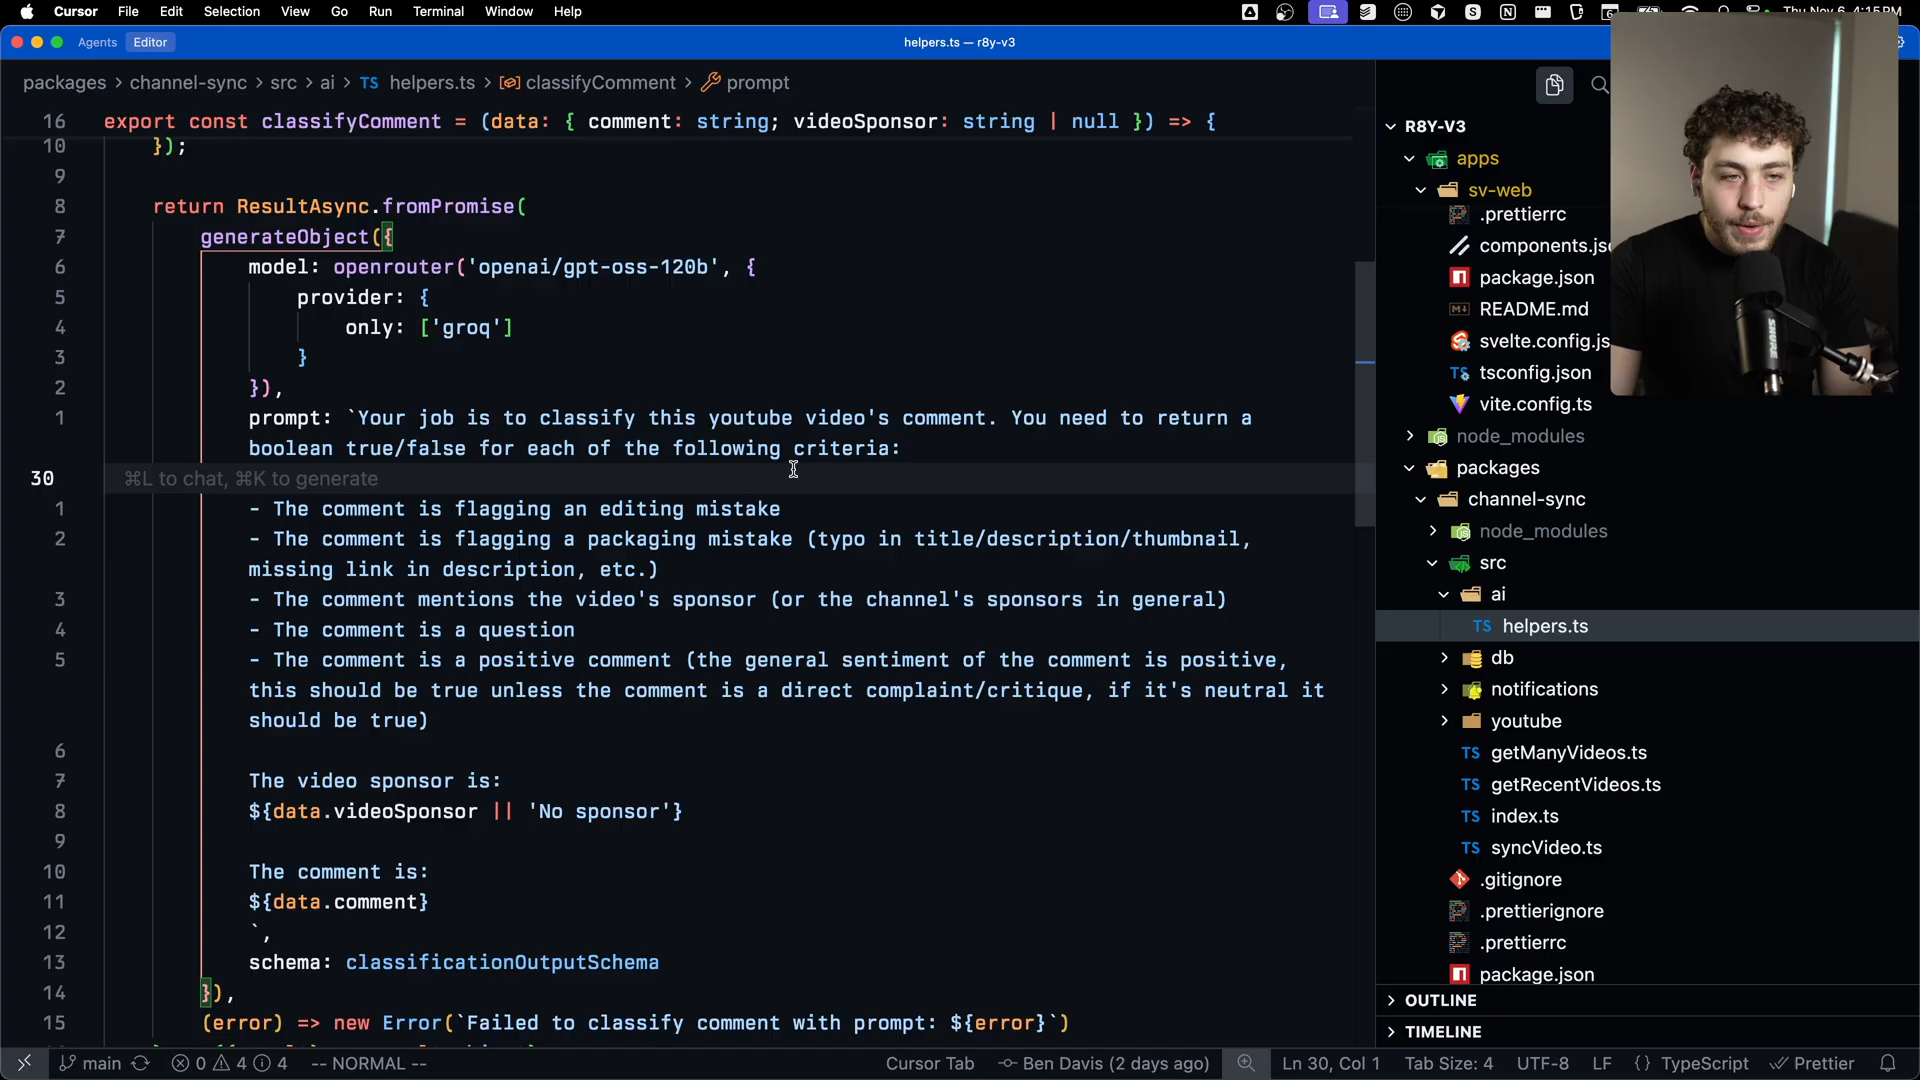 Cursor File Edit Selection View Go Run Terminal Window Help
Agents Editor
helpers.ts — r8y-v3
packages > channel-sync > src > ai > TS helpers.ts > classifyComment > prompt
16 export const classifyComment = (data: { comment: string; videoSponsor: string | null }) => {
10 });
9
8 return ResultAsync.fromPromise(
7 generateObject({
6 model: openrouter('openai/gpt-oss-120b', {
5 provider: {
4 only: ['groq']
3 }
2 }),
1 prompt: `Your job is to classify this youtube video's comment. You need to return a
boolean true/false for each of the following criteria:
30 ⌘L to chat, ⌘K to generate
1 - The comment is flagging an editing mistake
2 - The comment is flagging a packaging mistake (typo in title/description/thumbnail,
missing link in description, etc.)
3 - The comment mentions the video's sponsor (or the channel's sponsors in general)
4 - The comment is a question
5 - The comment is a positive comment (the general sentiment of the comment is positive,
this should be true unless the comment is a direct complaint/critique, if it's neutral it
should be true)
6
7 The video sponsor is:
8 ${data.videoSponsor || 'No sponsor'}
9
10 The comment is:
11 ${data.comment}
12 `,
13 schema: classificationOutputSchema
14 }),
15 (error) => new Error(`Failed to classify comment with prompt: ${error}`)
R8Y-V3
apps
sv-web
.prettierrc
components.js
package.json
README.md
svelte.config.js
TS tsconfig.json
vite.config.ts
node_modules
packages
channel-sync
node_modules
src
ai
TS helpers.ts
db
notifications
youtube
TS getManyVideos.ts
TS getRecentVideos.ts
TS index.ts
TS syncVideo.ts
.gitignore
.prettierignore
.prettierrc
package.json
OUTLINE
TIMELINE
main 0 4 4 -- NORMAL -- Cursor Tab Ben Davis (2 days ago) Ln 30, Col 1 Tab Size: 4 UTF-8 LF {} TypeScript Prettier